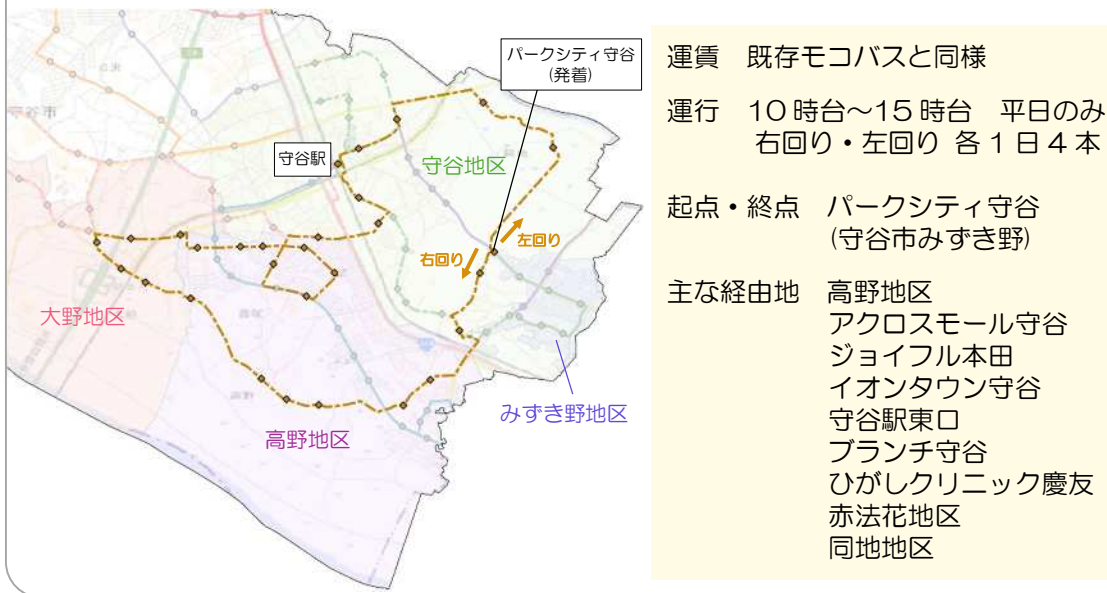 パークシティ守谷
(発着)
守谷駅
守谷地区
左回り
右回り
大野地区
みずき野地区
高野地区
運賃 既存モコバスと同様
運行 10時台～15時台 平日のみ
右回り・左回り 各1日4本
起点・終点 パークシティ守谷
(守谷市みずき野)
主な経由地 高野地区
アクロスモール守谷
ジョイフル本田
イオンタウン守谷
守谷駅東口
ブランチ守谷
ひがしクリニック慶友
赤法花地区
同地地区